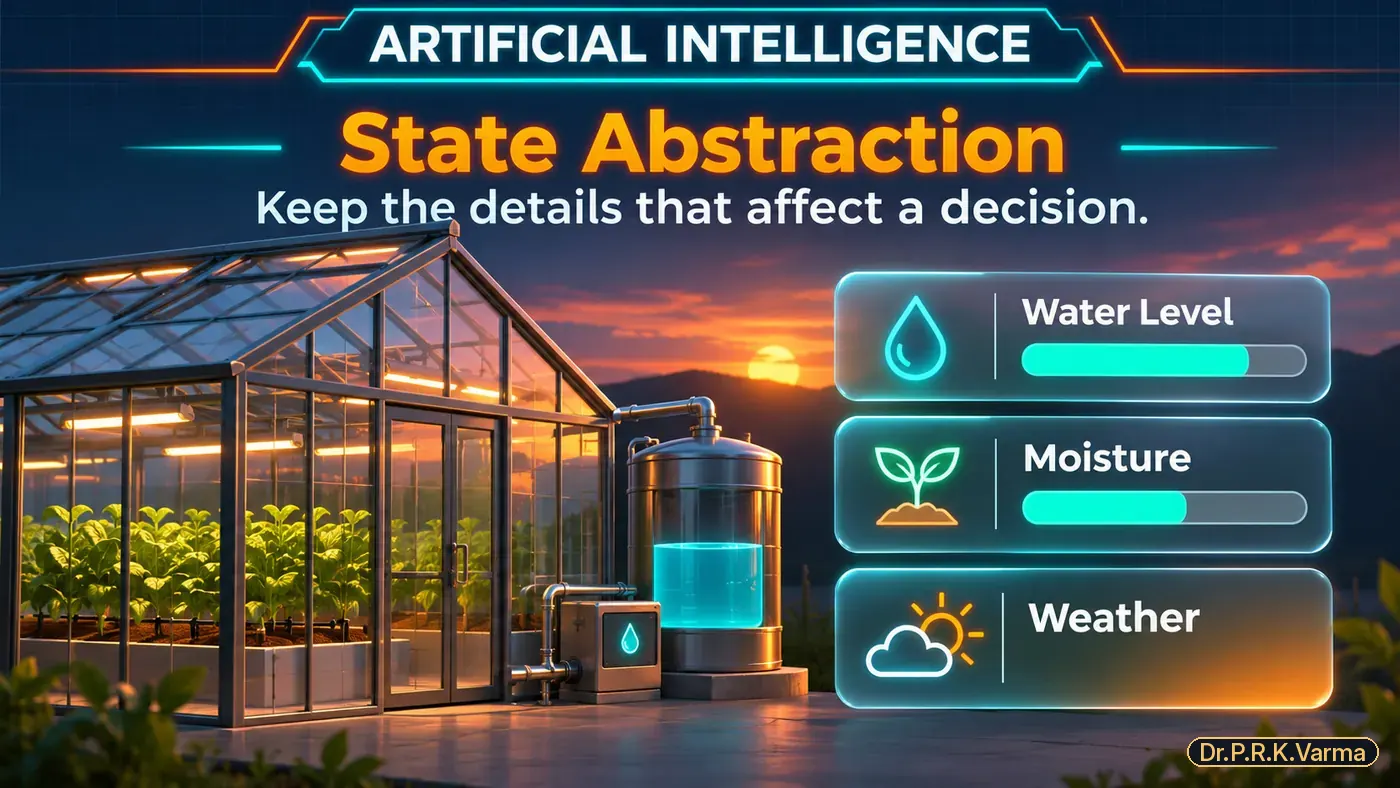 ARTIFICIAL INTELLIGENCE
State Abstraction
Keep the details that affect a decision.
Water Level
Moisture
Weather
Dr.P.R.K.Varma